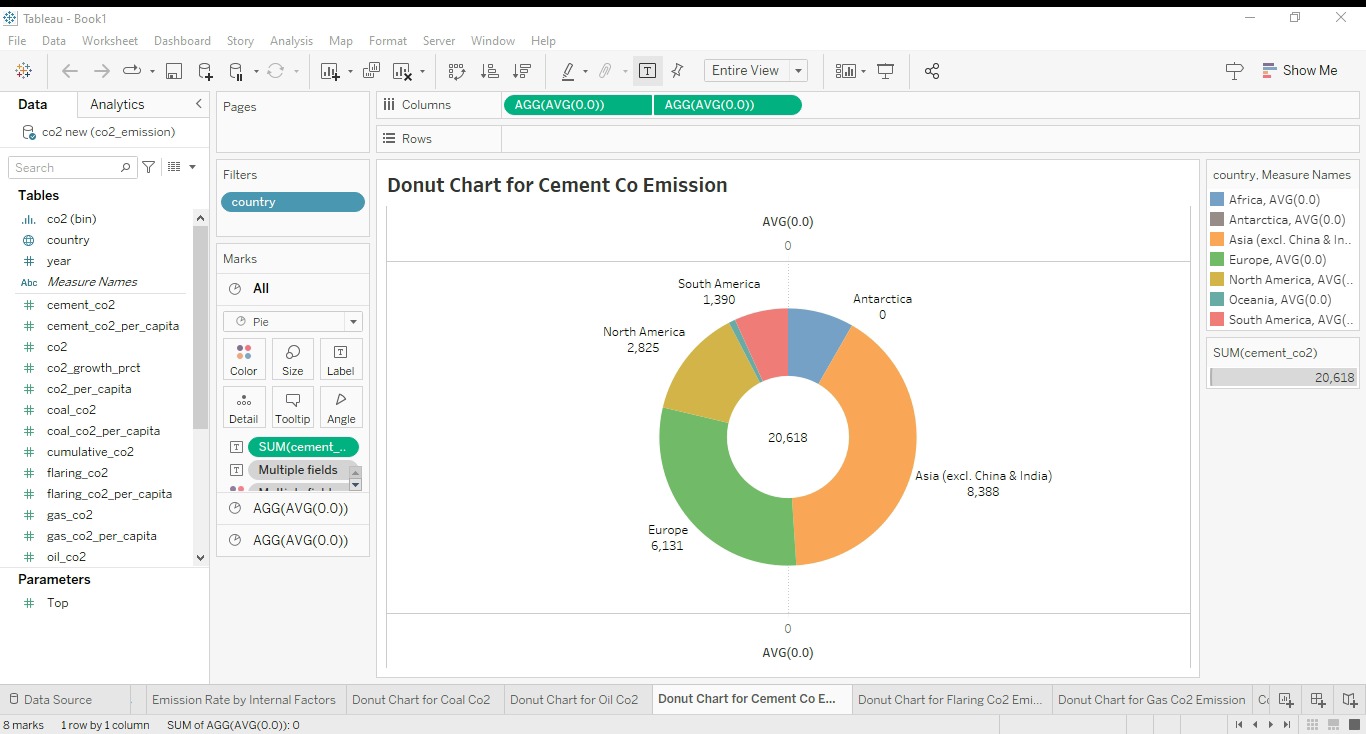 Tableau - Book1
File Data Worksheet Dashboard Story Analysis Map Format Server Window Help
Entire View
Show Me
Data Analytics
co2 new (co2_emission)
Search
Tables
co2 (bin)
country
year
Abc Measure Names
cement_co2
cement_co2_per_capita
co2
co2_growth_prct
co2_per_capita
coal_co2
coal_co2_per_capita
cumulative_co2
flaring_co2
flaring_co2_per_capita
gas_co2
gas_co2_per_capita
oil_co2
Parameters
Top
Pages
Filters
country
Marks
All
Pie
Color Size Label
Detail Tooltip Angle
SUM(cement_..
Multiple fields
AGG(AVG(0.0))
AGG(AVG(0.0))
Columns AGG(AVG(0.0)) AGG(AVG(0.0))
Rows
Donut Chart for Cement Co Emission
AVG(0.0)
0
South America
1,390
Antarctica
0
North America
2,825
20,618
Asia (excl. China & India)
8,388
Europe
6,131
0
AVG(0.0)
country, Measure Names
Africa, AVG(0.0)
Antarctica, AVG(0.0)
Asia (excl. China & In..
Europe, AVG(0.0)
North America, AVG(..
Oceania, AVG(0.0)
South America, AVG(..
SUM(cement_co2)
20,618
Data Source Emission Rate by Internal Factors Donut Chart for Coal Co2 Donut Chart for Oil Co2 Donut Chart for Cement Co E... Donut Chart for Flaring Co2 Emi... Donut Chart for Gas Co2 Emission
8 marks 1 row by 1 column SUM of AGG(AVG(0.0)): 0